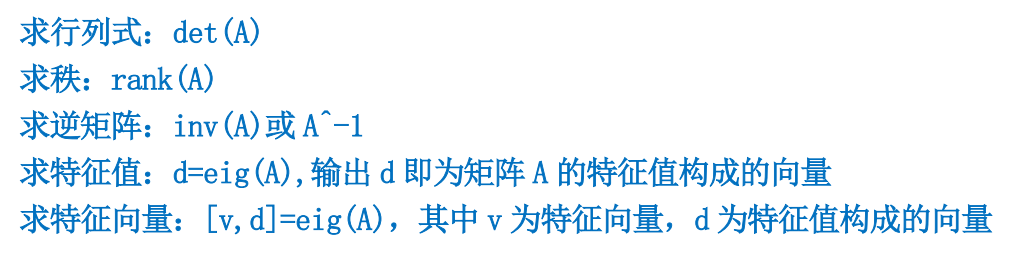 求行列式：det(A)
求秩：rank(A)
求逆矩阵：inv(A)或A^-1
求特征值：d=eig(A),输出 d 即为矩阵 A 的特征值构成的向量
求特征向量：[v,d]=eig(A)，其中 v 为特征向量，d 为特征值构成的向量